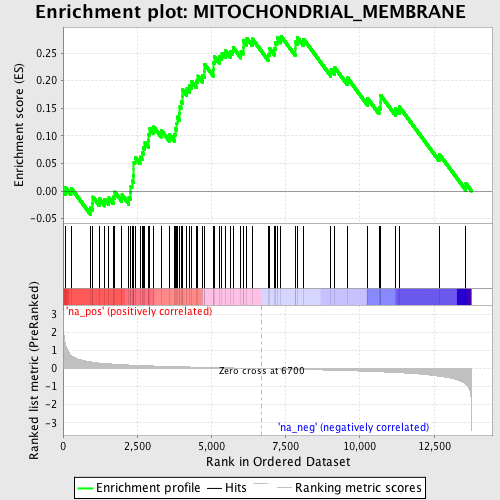 Enrichment plot: MITOCHONDRIAL_MEMBRANE
Enrichment score (ES)
0.25
0.20
0.15
0.10
0.05
0.00
-0.05
'na_pos' (positively correlated)
Ranked list metric (PreRanked)
3
2
1
0
-1
-2
-3
Zero cross at 6700
'na_neg' (negatively correlated)
0
2,500
5,000
7,500
10,000
12,500
Rank in Ordered Dataset
Enrichment profile
Hits
Ranking metric scores